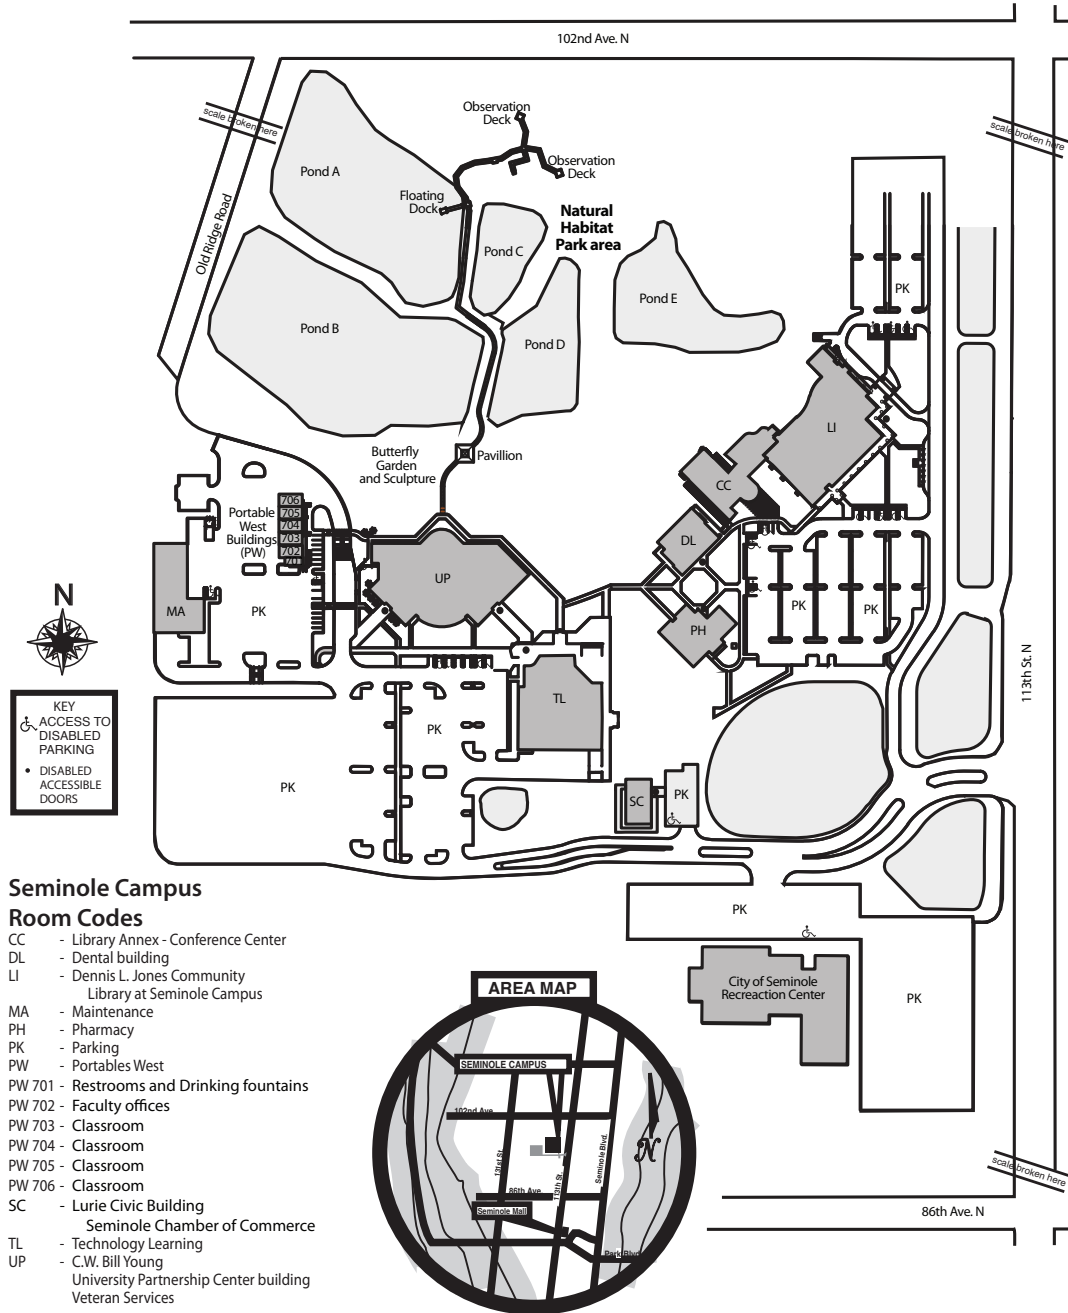 102nd Ave. N
scale broken here
scale broken here
Old Ridge Road
Observation
Deck
Observation
Deck
Pond A
Floating
Dock
Natural
Habitat
Park area
Pond C
Pond E
Pond B
Pond D
PK
LI
Butterfly
Garden
and Sculpture
Pavillion
CC
706
705
704
703
702
701
Portable
West
Buildings
(PW)
DL
UP
MA
PK
PH
PK
PK
N
113th St. N
KEY
ACCESS TO
DISABLED
PARKING
• DISABLED
ACCESSIBLE
DOORS
TL
PK
PK
SC
PK
PK
City of Seminole
Recreaction Center
PK
Seminole Campus
Room Codes
CC - Library Annex - Conference Center
DL - Dental building
LI - Dennis L. Jones Community
Library at Seminole Campus
MA - Maintenance
PH - Pharmacy
PK - Parking
PW - Portables West
PW 701 - Restrooms and Drinking fountains
PW 702 - Faculty offices
PW 703 - Classroom
PW 704 - Classroom
PW 705 - Classroom
PW 706 - Classroom
SC - Lurie Civic Building
Seminole Chamber of Commerce
TL - Technology Learning
UP - C.W. Bill Young
University Partnership Center building
Veteran Services
AREA MAP
SEMINOLE CAMPUS
102nd Ave.
131st St.
113th St.
Seminole Blvd.
N
86th Ave.
Seminole Mall
Park Blvd.
scale broken here
86th Ave. N